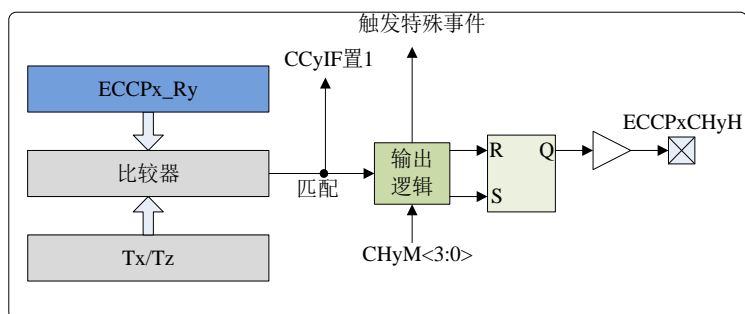 触发特殊事件
CCyIF置1
ECCPx_Ry
ECCPxCHyH
比较器
匹配
输出
逻辑
R
Q
S
Tx/Tz
CHyM<3:0>